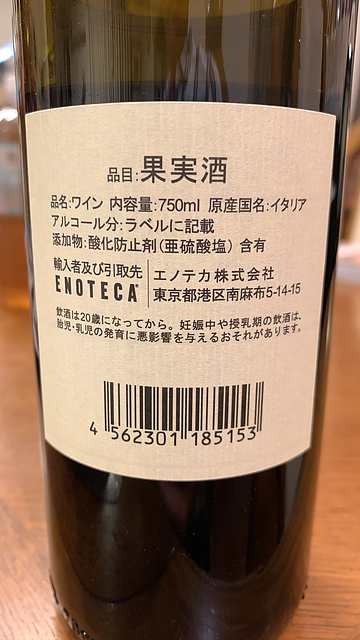 品目:果実酒
品名:ワイン 内容量:750ml 原産国名:イタリア
アルコール分:ラベルに記載
添加物:酸化防止剤(亜硫酸塩) 含有
輸入者及び引取先 エノテカ株式会社
ENOTECA® 東京都港区南麻布5-14-15
飲酒は20歳になってから。妊娠中や授乳期の飲酒は、
胎児・乳児の発育に悪影響を与えるおそれがあります。
4 562301 185153